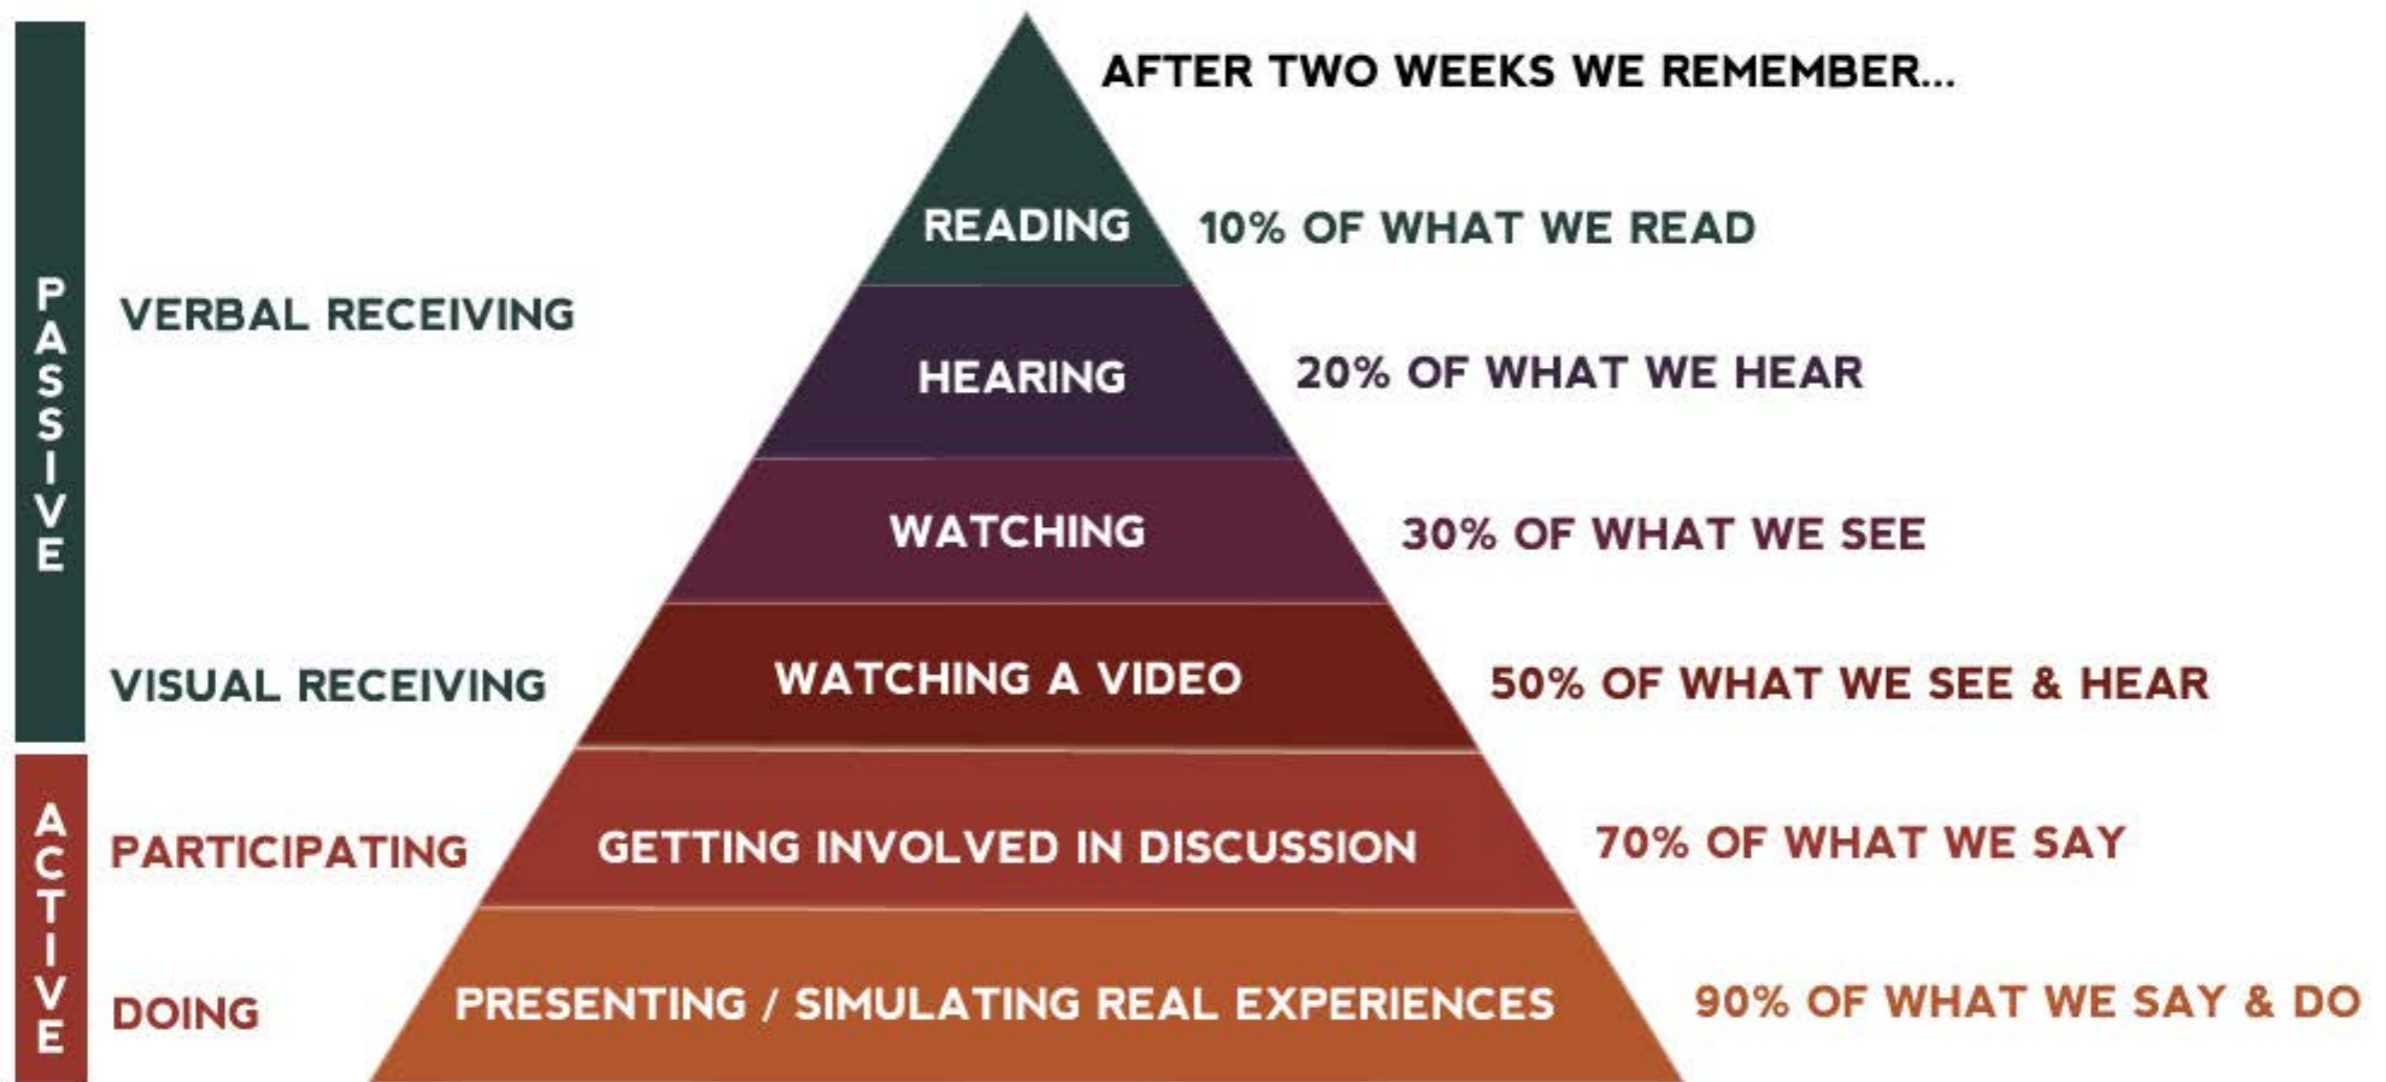 AFTER TWO WEEKS WE REMEMBER...
PASSIVE
READING
10% OF WHAT WE READ
VERBAL RECEIVING
HEARING
20% OF WHAT WE HEAR
WATCHING
30% OF WHAT WE SEE
VISUAL RECEIVING
WATCHING A VIDEO
50% OF WHAT WE SEE & HEAR
ACTIVE
PARTICIPATING
GETTING INVOLVED IN DISCUSSION
70% OF WHAT WE SAY
DOING
PRESENTING / SIMULATING REAL EXPERIENCES
90% OF WHAT WE SAY & DO